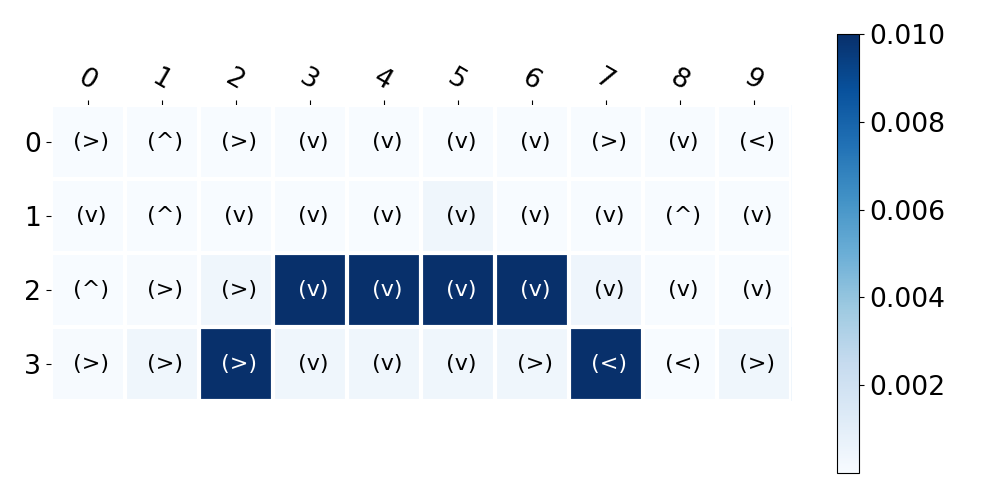 0 1 2 3 4 5 6 7 8 9
0 (>) (^) (>) (v) (v) (v) (v) (>) (v) (<)
1 (v) (^) (v) (v) (v) (v) (v) (v) (^) (v)
2 (^) (>) (>) (v) (v) (v) (v) (v) (v) (v)
3 (>) (>) (>) (v) (v) (v) (>) (<) (<) (>)
0.010
0.008
0.006
0.004
0.002